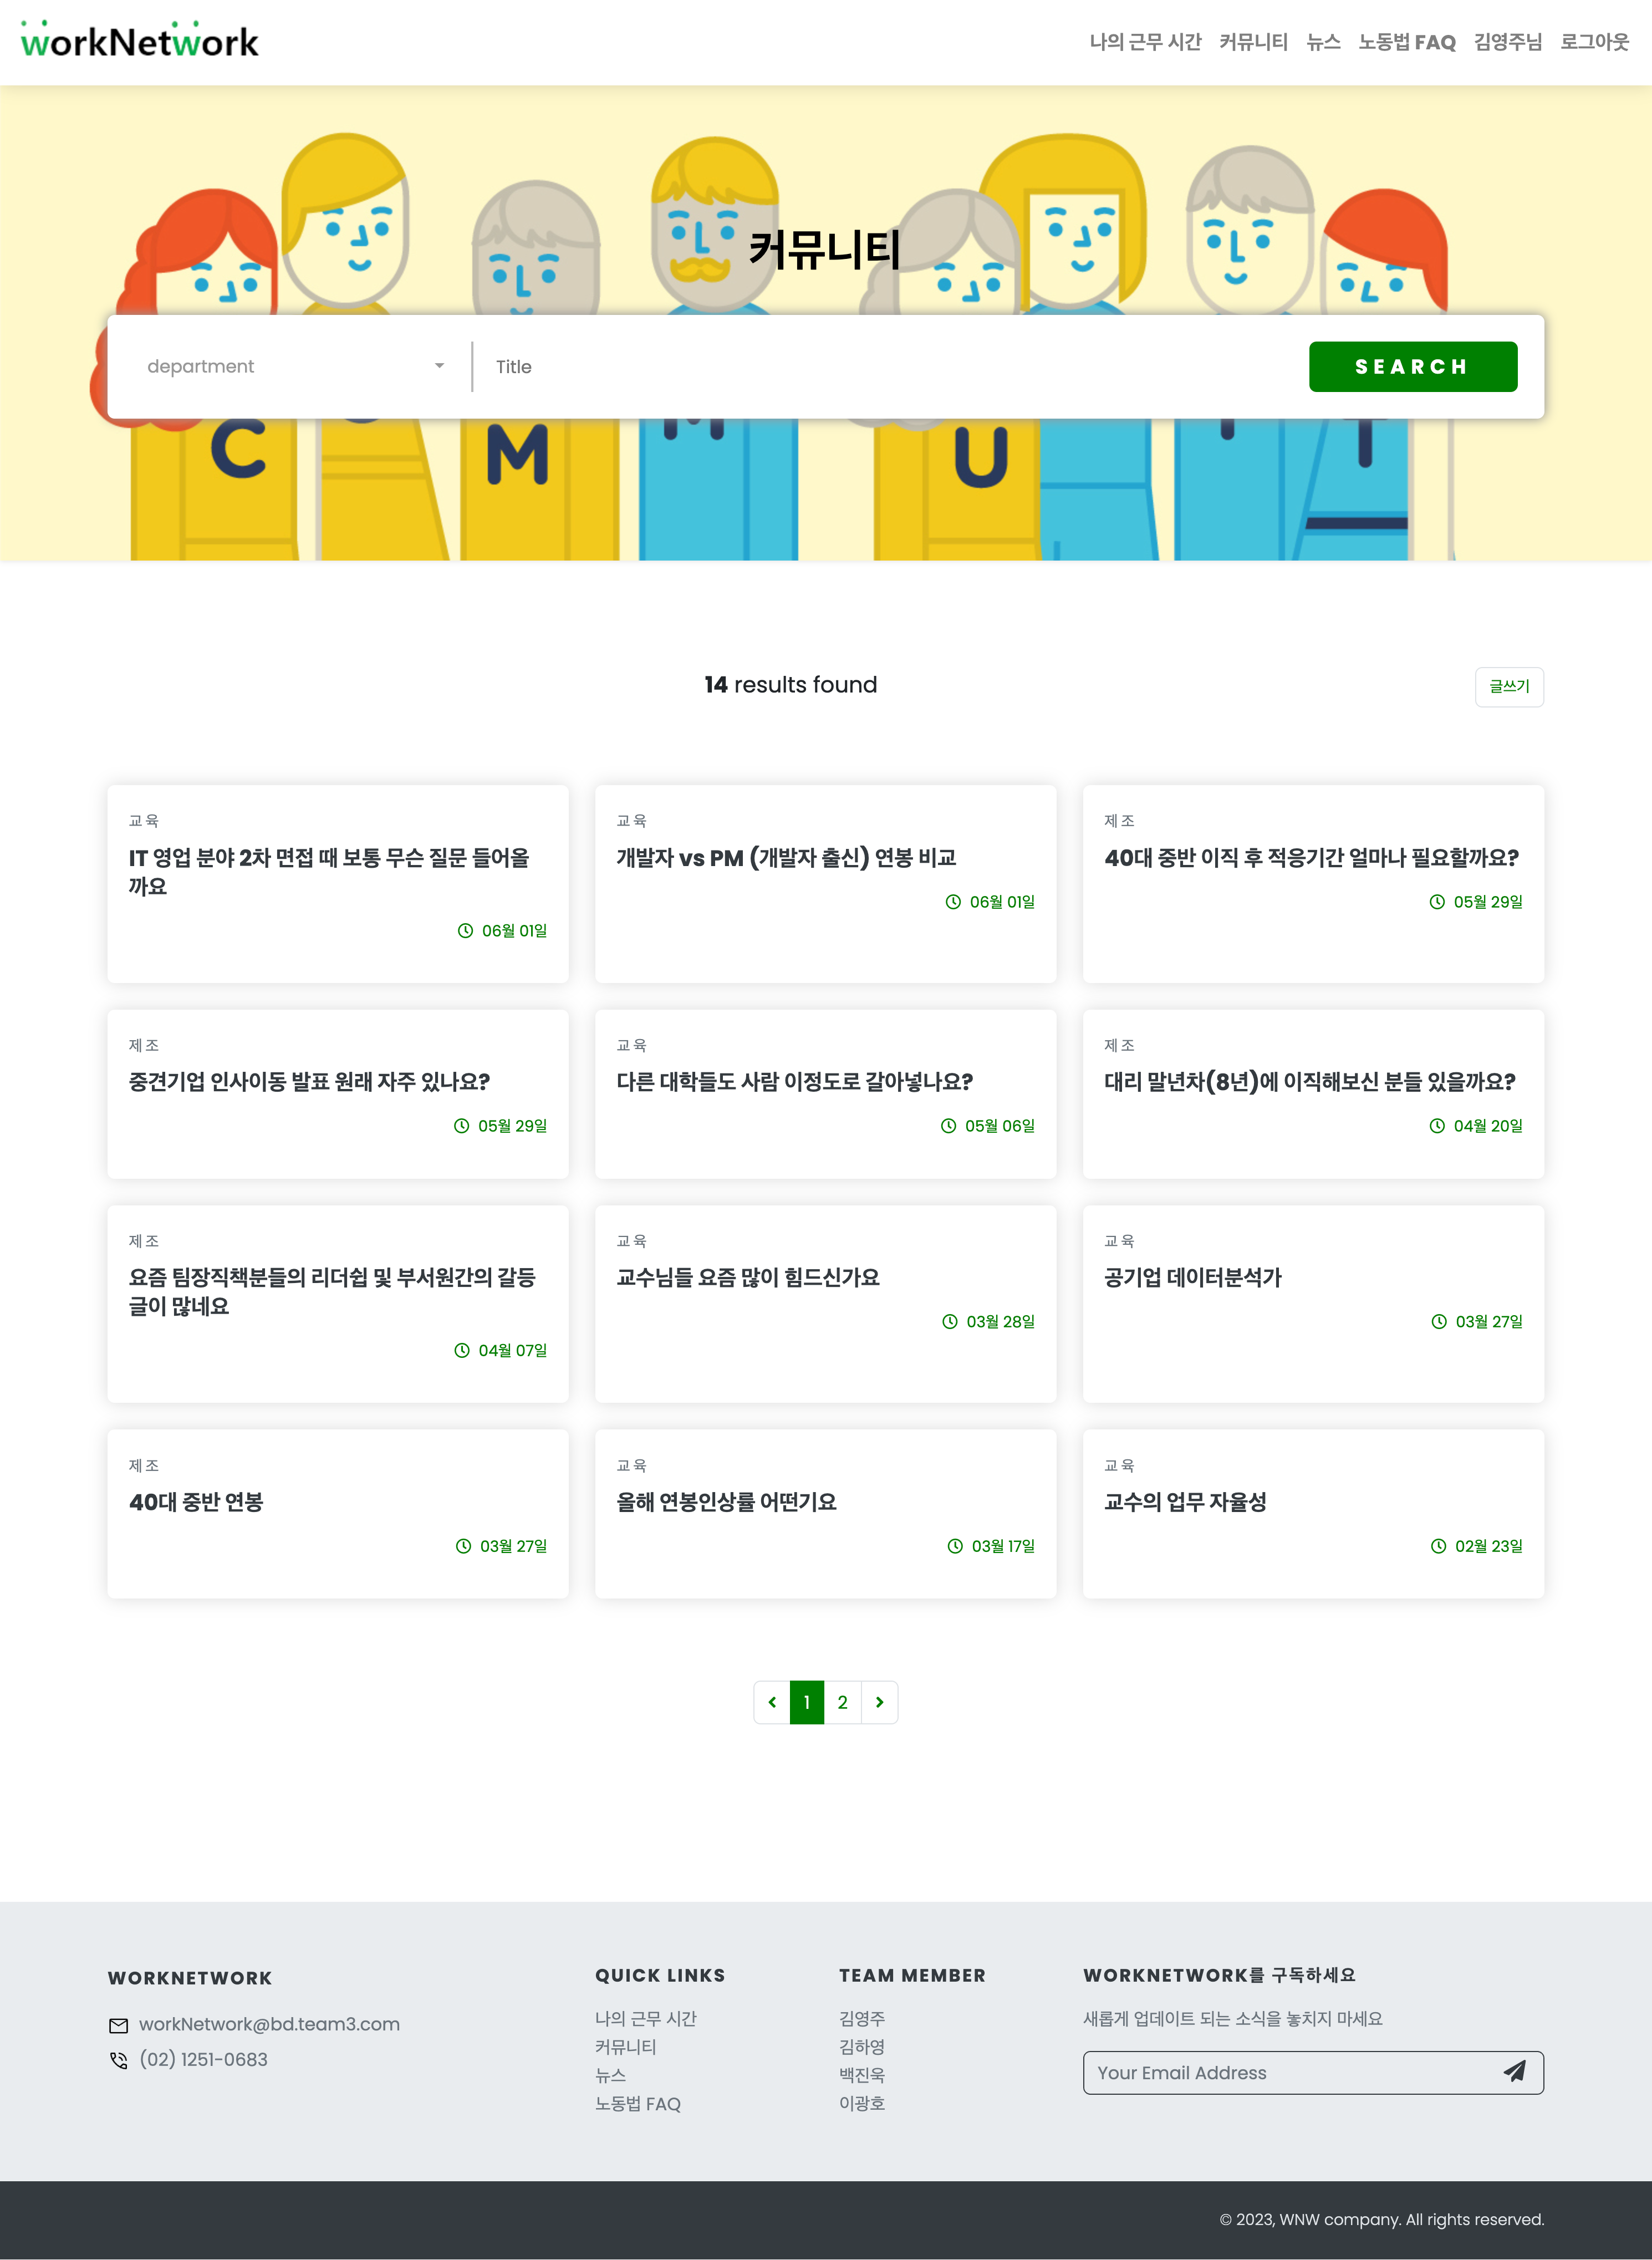 workNetwork
나의 근무 시간 커뮤니티 뉴스 노동법 FAQ 김영주님 로그아웃
커뮤니티
department
Title
SEARCH
C
M
U
14 results found
글쓰기
교육
IT 영업 분야 2차 면접 때 보통 무슨 질문 들어올
까요
06월 01일
교육
개발자 vs PM (개발자 출신) 연봉 비교
06월 01일
제조
40대 중반 이직 후 적응기간 얼마나 필요할까요?
05월 29일
제조
중견기업 인사이동 발표 원래 자주 있나요?
05월 29일
교육
다른 대학들도 사람 이정도로 갈아넣나요?
05월 06일
제조
대리 말년차(8년)에 이직해보신 분들 있을까요?
04월 20일
제조
요즘 팀장직책분들의 리더쉽 및 부서원간의 갈등
글이 많네요
04월 07일
교육
교수님들 요즘 많이 힘드신가요
03월 28일
교육
공기업 데이터분석가
03월 27일
제조
40대 중반 연봉
03월 27일
교육
올해 연봉인상률 어떤기요
03월 17일
교육
교수의 업무 자율성
02월 23일
1 2
WORKNETWORK
workNetwork@bd.team3.com
(02) 1251-0683
QUICK LINKS
나의 근무 시간
커뮤니티
뉴스
노동법 FAQ
TEAM MEMBER
김영주
김하영
백진욱
이광호
WORKNETWORK를 구독하세요
새롭게 업데이트 되는 소식을 놓치지 마세요
Your Email Address
© 2023, WNW company. All rights reserved.